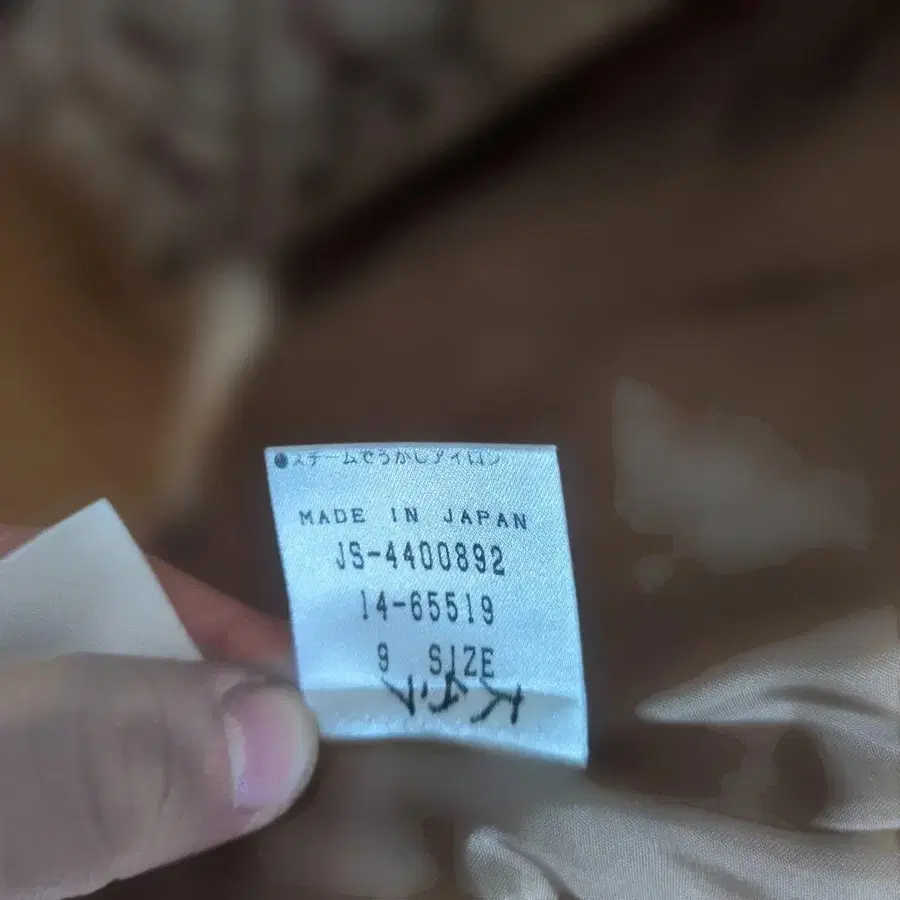 ●スチームでうかしアイロン
MADE IN JAPAN
JS-4400892
14-65519
9 SIZE